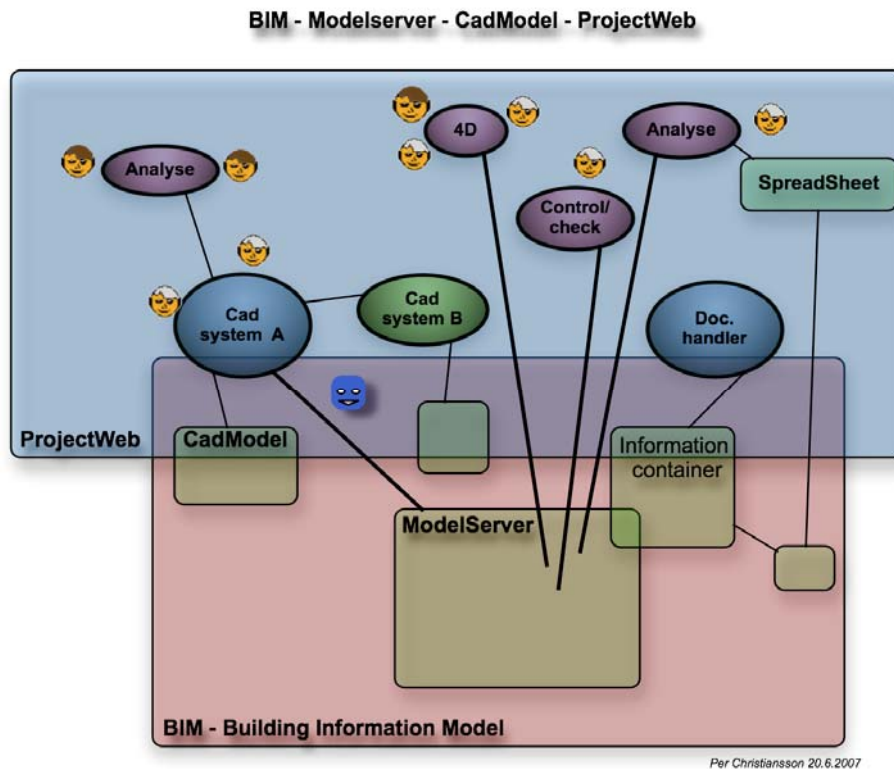 BIM - Modelserver - CadModel - ProjectWeb
Analyse
4D
Analyse
Control/
check
SpreadSheet
Cad
system A
Cad
system B
Doc.
handler
ProjectWeb
CadModel
Information
container
ModelServer
BIM - Building Information Model
Per Christiansson 20.6.2007